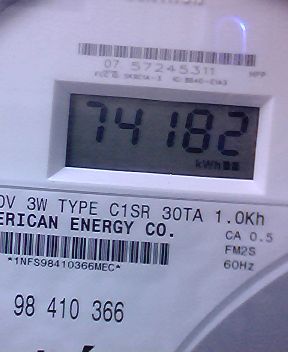 07 57245311
74182
kWh
0V 3W TYPE C1SR 30TA 1.0Kh
ERICAN ENERGY CO.
CA 0.5
FM2S
*1NFS98410366MEC*
60Hz
98 410 366